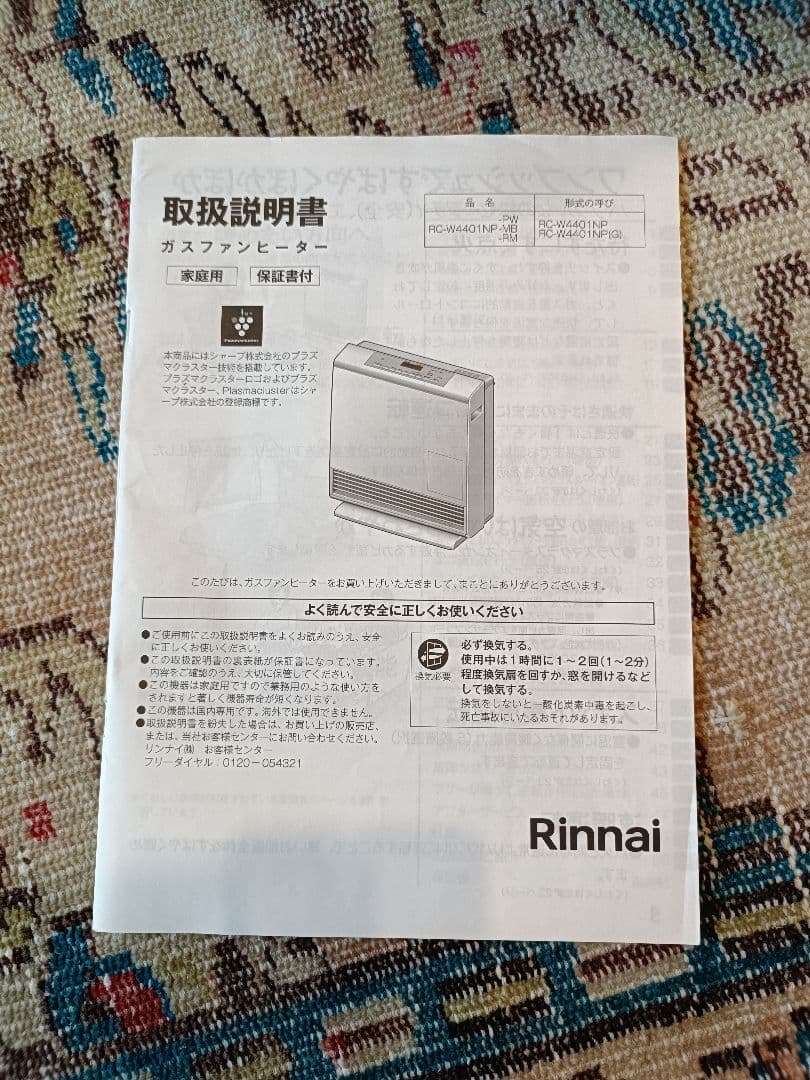 取扱説明書
ガスファンヒーター
家庭用 保証書付
品 名 形式の呼び
-PW
RC-W4401NP-MB
-RM
RC-W4401NP
RC-W4401NP(G)
Plasmacluster
本商品にはシャープ株式会社のプラズ
マクラスター技術を搭載しています。
プラズマクラスターロゴおよびプラズ
マクラスター、Plasmaclusterはシャ
ープ株式会社の登録商標です。
このたびは、ガスファンヒーターをお買い上げいただきまして、まことにありがとうございます。
よく読んで安全に正しくお使いください
●ご使用前にこの取扱説明書をよくお読みのうえ、安全
に正しくお使いください。
●この取扱説明書の裏表紙が保証書になっています。
内容をご確認のうえ、大切に保管してください。
●この機器は家庭用ですので業務用のような使い方を
されますと著しく機器寿命が短くなります。
●この機器は国内専用です。海外では使用できません。
●取扱説明書を紛失した場合は、お買い上げの販売店、
または、当社お客様センターにお問い合わせください。
リンナイ㈱ お客様センター
フリーダイヤル:0120-054321
換気必要
必ず換気する。
使用中は1時間に1~2回(1~2分)
程度換気扇を回すか、窓を開けるなど
して換気する。
換気をしないと一酸化炭素中毒を起こし、
死亡事故にいたるおそれがあります。
Rinnai